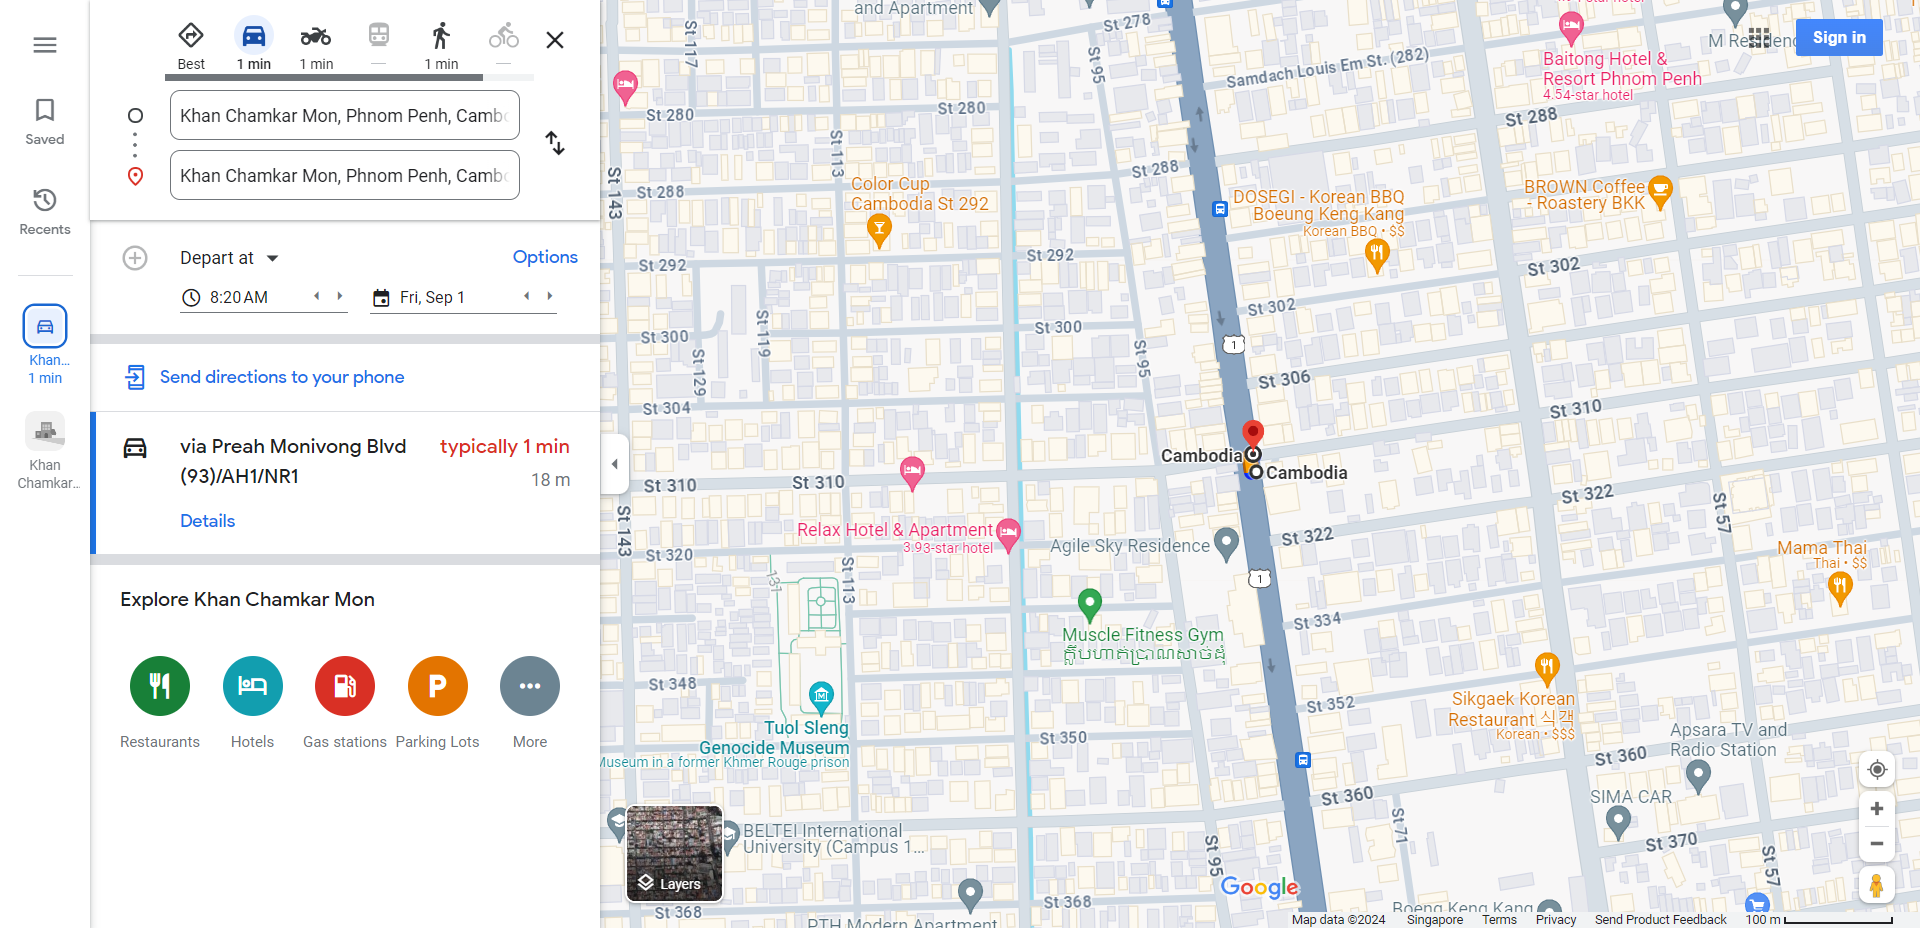 Saved
Recents
Khan...
1 min
Khan
Chamkar...
Best
1 min
1 min
—
1 min
—
Khan Chamkar Mon, Phnom Penh, Cambo
Khan Chamkar Mon, Phnom Penh, Camb
Depart at
Options
8:20 AM
Fri, Sep 1
Send directions to your phone
via Preah Monivong Blvd
(93)/AH1/NR1
typically 1 min
18 m
Details
Explore Khan Chamkar Mon
Restaurants
Hotels
Gas stations
Parking Lots
More
and Apartment
St 278
St 117
St 95
Samdach Louis Em St. (282)
M Residenc
Sign in
Baitong Hotel &
Resort Phnom Penh
4.54-star hotel
St 280
St 280
St 288
St 113
St 288
St 288
St 143
Color Cup
Cambodia St 292
DOSEGI - Korean BBQ
Boeung Keng Kang
Korean BBQ • $$
BROWN Coffee
- Roastery BKK
St 292
St 292
St 302
St 302
St 300
St 300
St 119
St 129
St 95
1
St 306
St 304
St 310
Cambodia
Cambodia
St 310
St 310
St 322
St 57
St 143
Relax Hotel & Apartment
3.93-star hotel
Agile Sky Residence
St 322
St 320
Mama Thai
Thai • $$
131
St 113
1
St 334
Muscle Fitness Gym
ក្លឹបហាត់ប្រាណសាច់ដុំ
St 348
St 352
Sikgaek Korean
Restaurant 식객
Korean • $$$
Tuol Sleng
Genocide Museum
Museum in a former Khmer Rouge prison
St 350
Apsara TV and
Radio Station
St 360
St 360
SIMA CAR
St 71
BELTEI International
University (Campus 1...
St 95
St 370
St 57
Layers
Google
St 368
St 368
PTH Modern Apartment
Boeng Keng Kang
Map data ©2024
Singapore
Terms
Privacy
Send Product Feedback
100 m